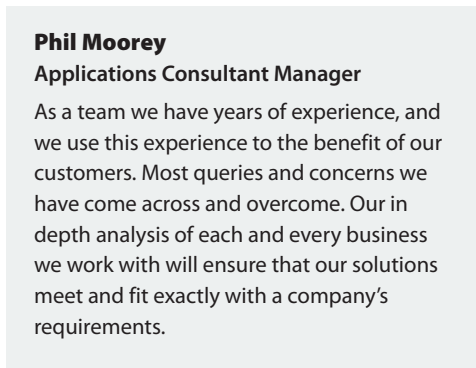 Phil Moorey
Applications Consultant Manager
As a team we have years of experience, and
we use this experience to the benefit of our
customers. Most queries and concerns we
have come across and overcome. Our in
depth analysis of each and every business
we work with will ensure that our solutions
meet and fit exactly with a company’s
requirements.